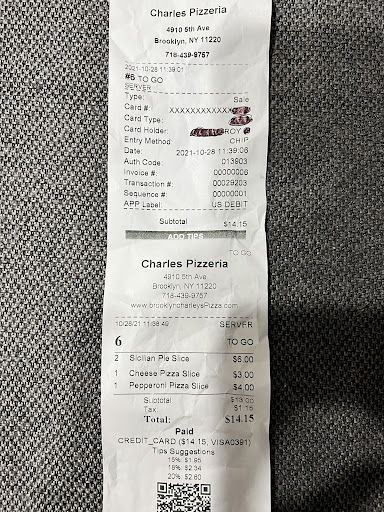 Charles Pizzeria
4910 5th Ave
Brooklyn, NY 11220
718-439-9757
2021-10-28 11:39:01
#6 TO GO
SERVER
Type: Sale
Card #: XXXXXXXXXXXX
Card Type:
Card Holder: ROY
Entry Method: CHIP
Date: 2021-10-28 11:39:06
Auth Code: 013903
Invoice #: 00000006
Transaction #: 00029203
Sequence #: 00000001
APP Label: US DEBIT
Subtotal $14.15
ADD TIPS
TO GO
Charles Pizzeria
4910 5th Ave
Brooklyn, NY 11220
718-439-9757
www.brooklyncharleysPizza.com
10/28/21 11:38:49 SERVER
6 TO GO
2 Sicilian Pie Slice $6.00
1 Cheese Pizza Slice $3.00
1 Pepperoni Pizza Slice $4.00
Subtotal $13.00
Tax $1.15
Total: $14.15
Paid
CREDIT_CARD ($14.15, VISA0391)
Tips Suggestions
15% $1.95
18% $2.34
20% $2.60